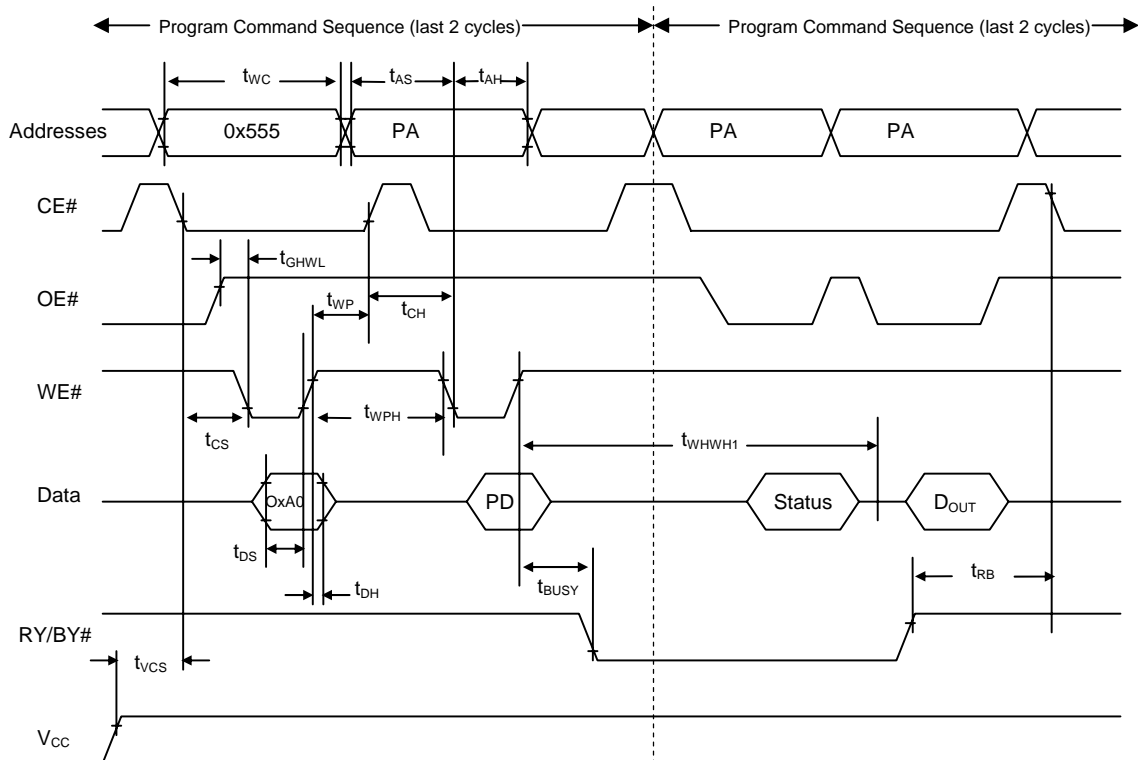 Program Command Sequence (last 2 cycles) Program Command Sequence (last 2 cycles)
tWC tAS tAH
Addresses 0x555 PA PA PA
CE#
tGHWL
OE#
tWP tCH
WE#
tCS tWPH tWHWH1
Data OxA0 PD Status DOUT
tDS tDH tBUSY tRB
RY/BY#
tVCS
VCC